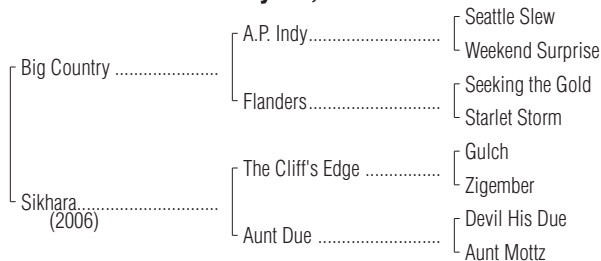 Seattle Slew
A.P. Indy
Weekend Surprise
Big Country
Seeking the Gold
Flanders
Starlet Storm
Gulch
The Cliff's Edge
Zigember
Sikhara
(2006)
Devil His Due
Aunt Due
Aunt Mottz